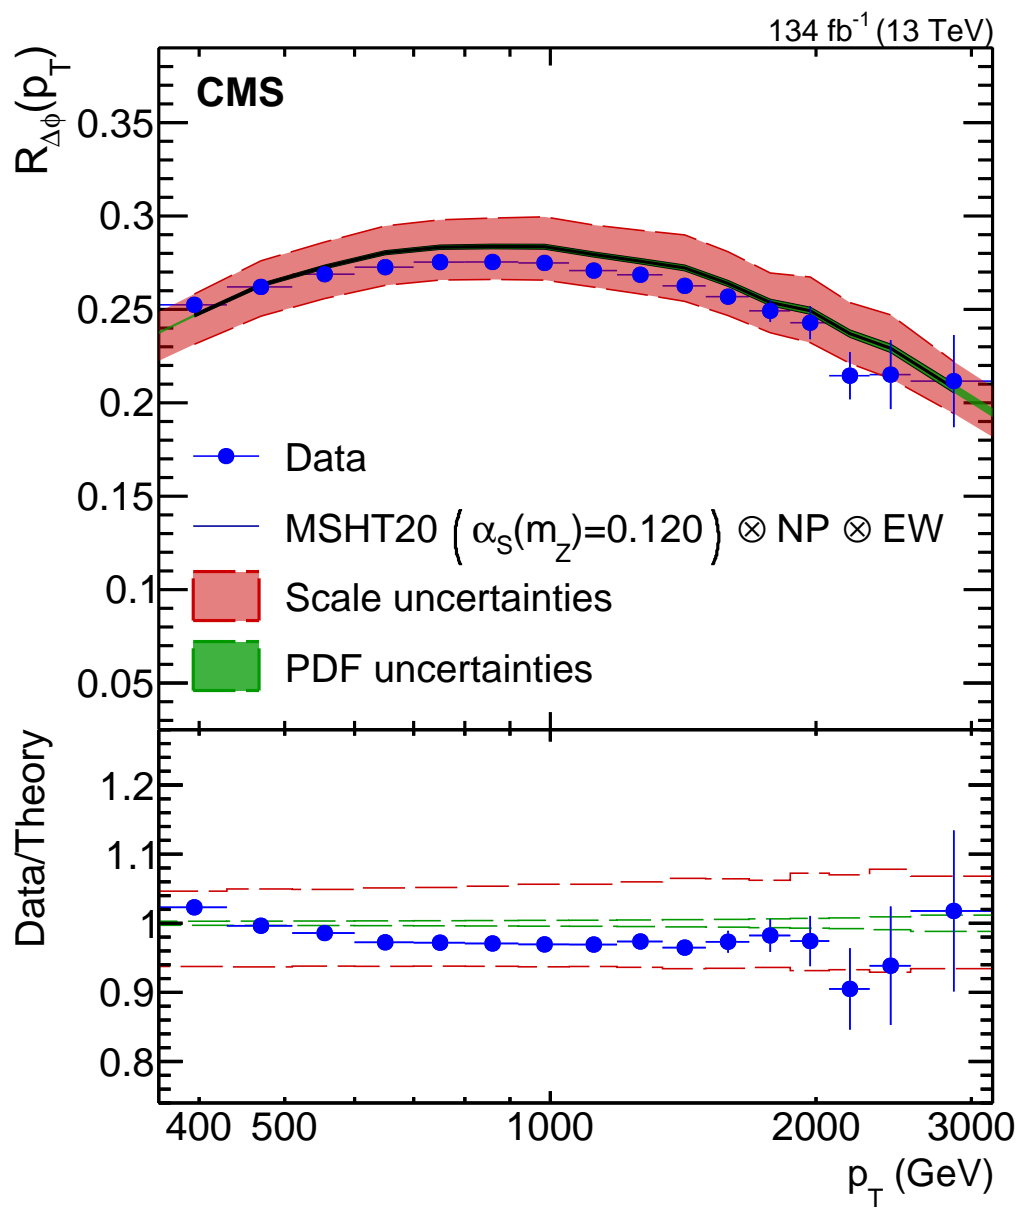 134 fb⁻¹ (13 TeV)
R_Δϕ(p_T)
CMS
0.35
0.3
0.25
0.2
0.15
0.1
0.05
Data
MSHT20 ( α_S(m_Z)=0.120 ) ⊗ NP ⊗ EW
Scale uncertainties
PDF uncertainties
Data/Theory
1.2
1.1
1
0.9
0.8
400 500 1000 2000 3000
p_T (GeV)